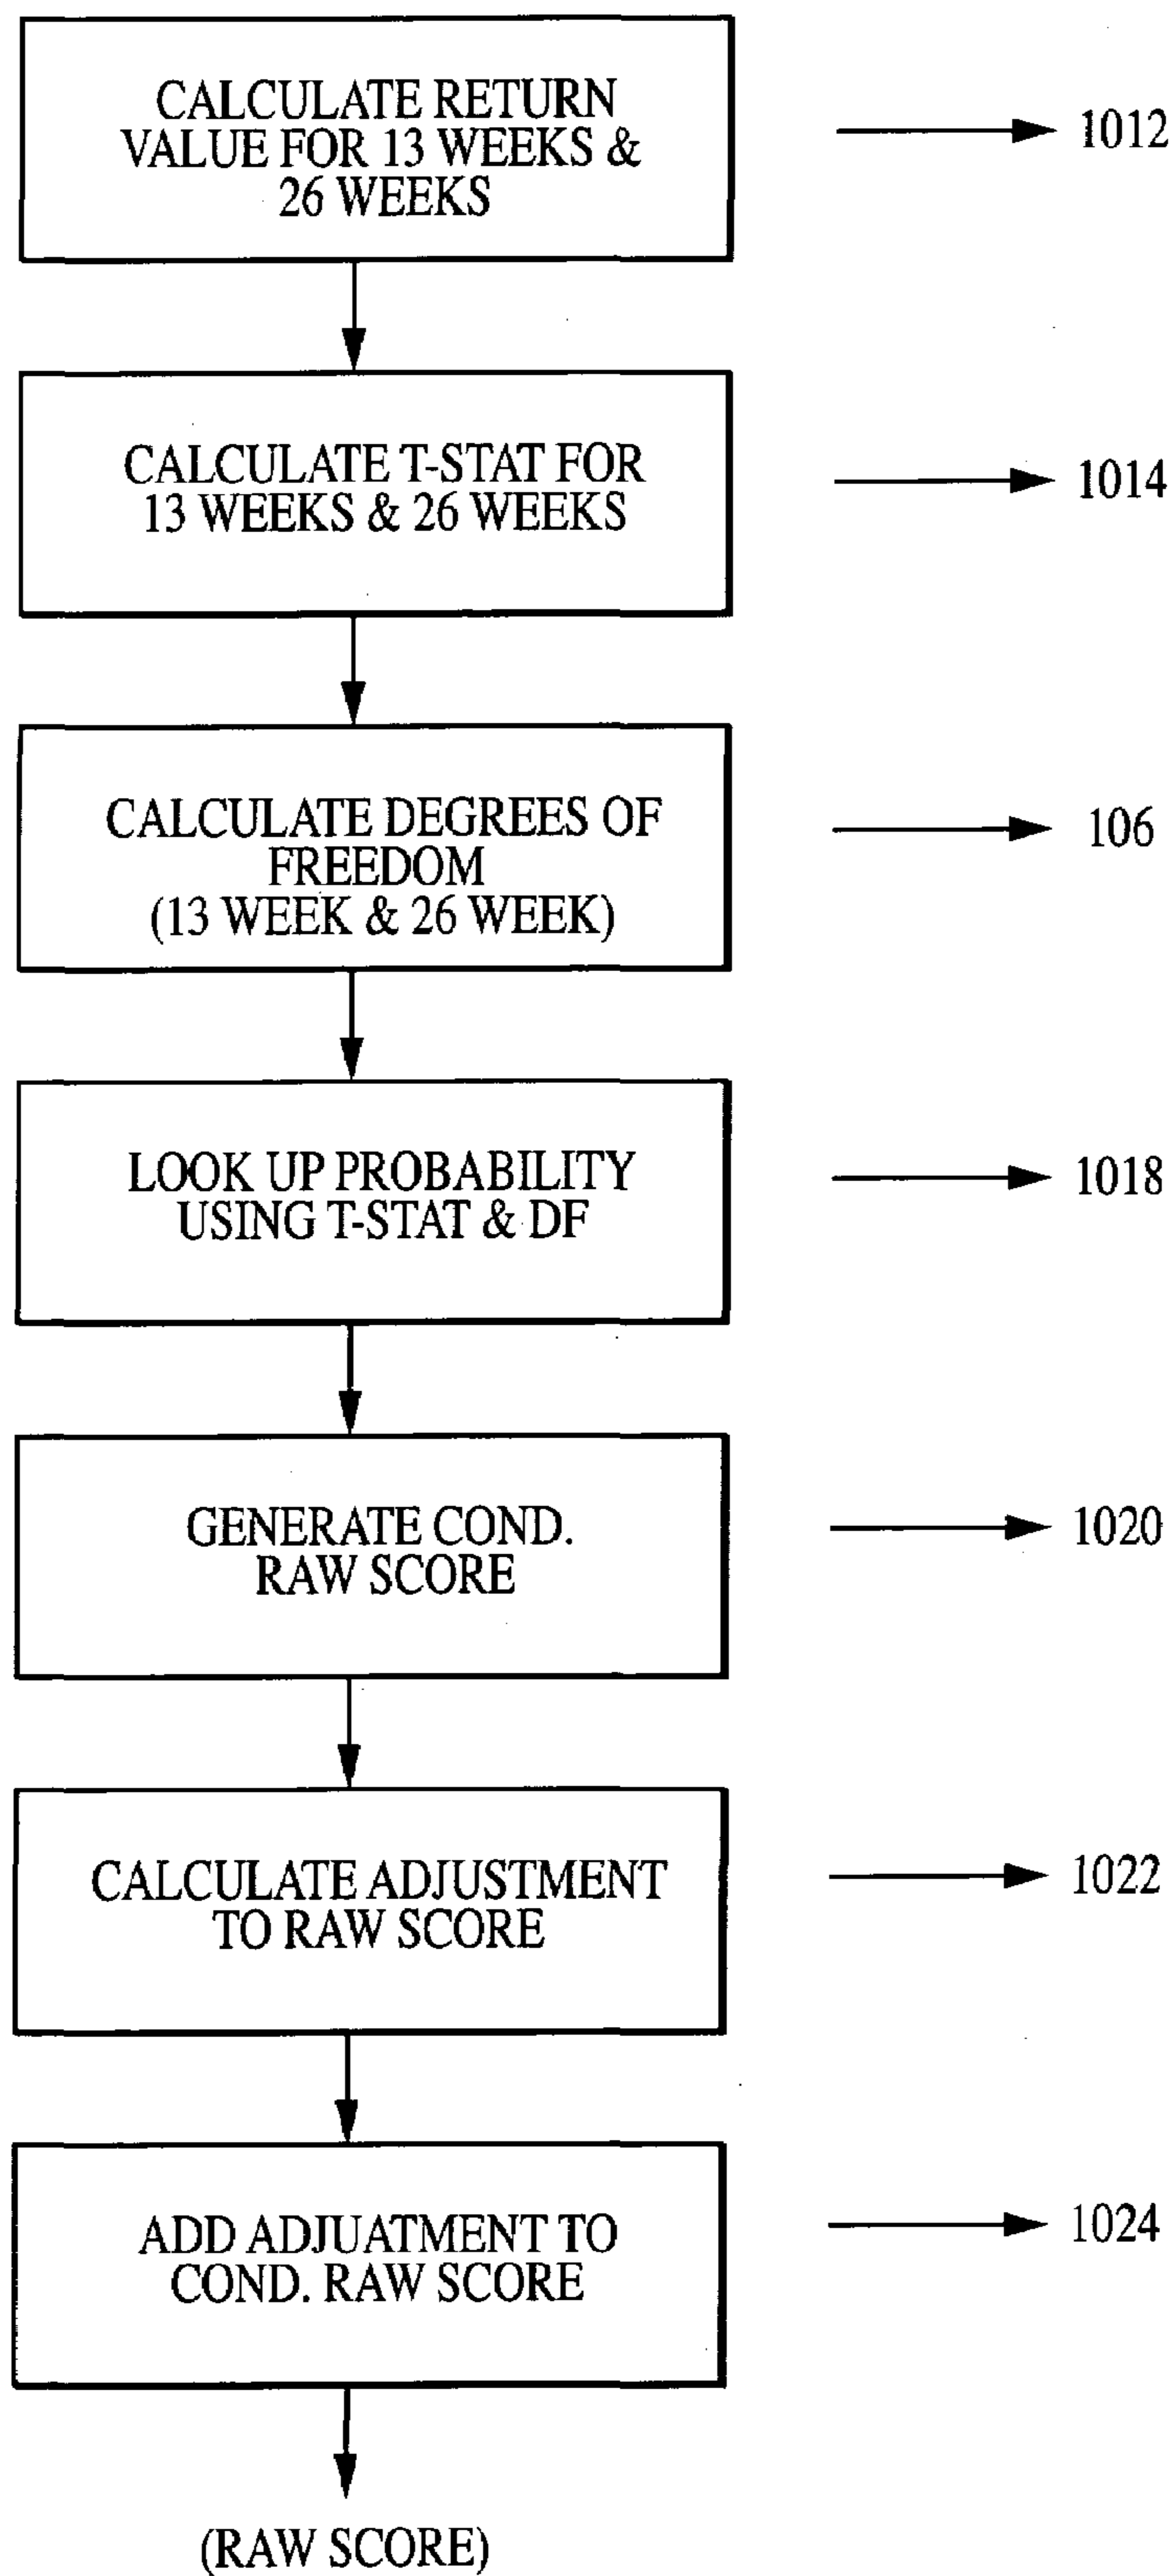 CALCULATE RETURN
VALUE FOR 13 WEEKS &
26 WEEKS
1012
CALCULATE T-STAT FOR
13 WEEKS & 26 WEEKS
1014
CALCULATE DEGREES OF
FREEDOM
(13 WEEK & 26 WEEK)
106
LOOK UP PROBABILITY
USING T-STAT & DF
1018
GENERATE COND.
RAW SCORE
1020
CALCULATE ADJUSTMENT
TO RAW SCORE
1022
ADD ADJUATMENT TO
COND. RAW SCORE
1024
(RAW SCORE)